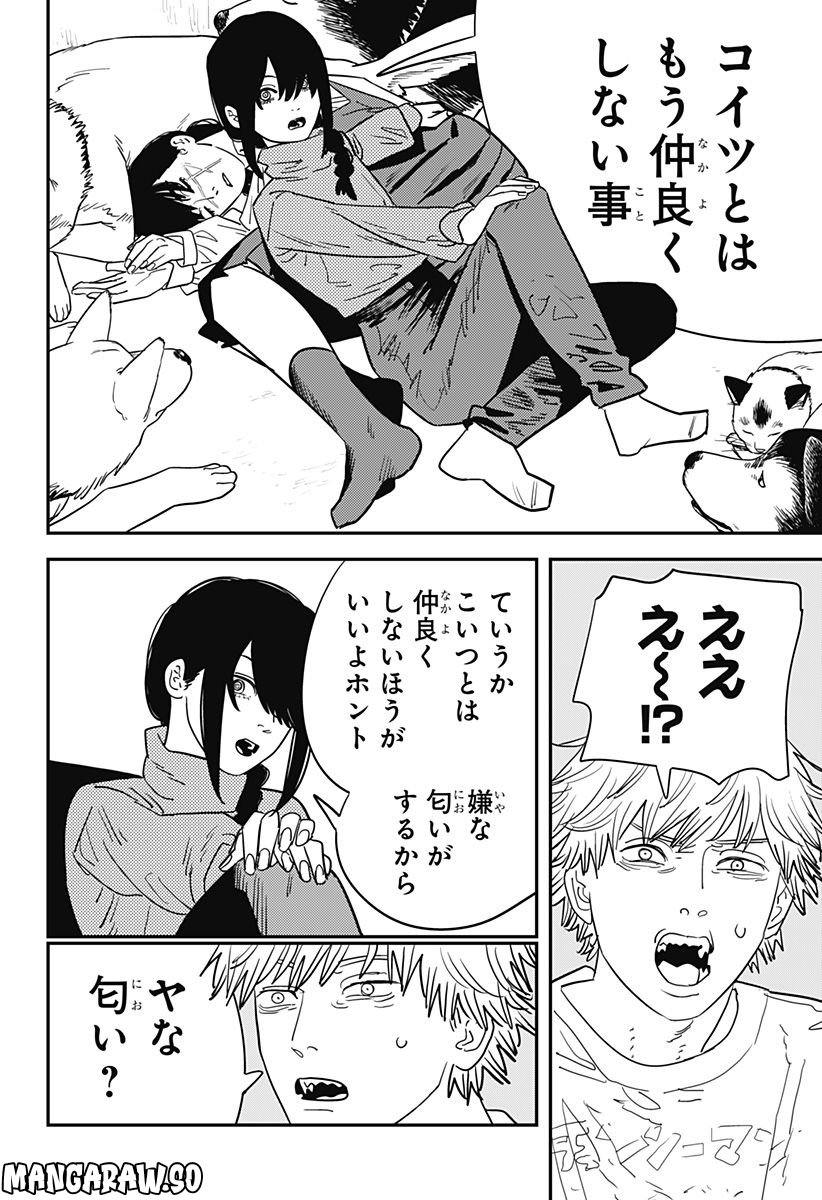 コイツとは
もう仲良く
しない事
ええ
え〜!?
ていうか
こいつとは
仲良く
しないほうが
いいよホント
嫌な
匂いが
するから
ヤな
匂い?
MANGARAW.SO